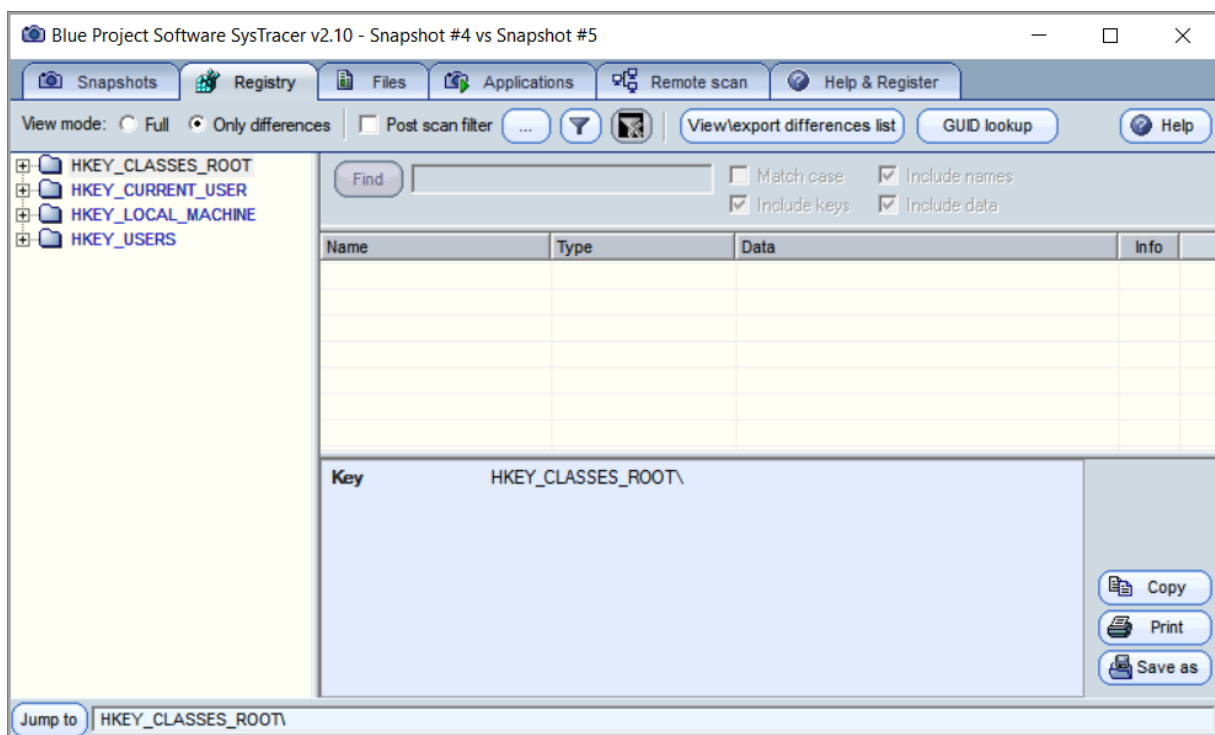 Blue Project Software SysTracer v2.10 - Snapshot #4 vs Snapshot #5
Snapshots Registry Files Applications Remote scan Help & Register
View mode: Full Only differences Post scan filter ... View\export differences list GUID lookup Help
HKEY_CLASSES_ROOT
HKEY_CURRENT_USER
HKEY_LOCAL_MACHINE
HKEY_USERS
Find Match case Include names
Include keys Include data
Name Type Data Info
Key HKEY_CLASSES_ROOT\
Copy
Print
Save as
Jump to HKEY_CLASSES_ROOT\